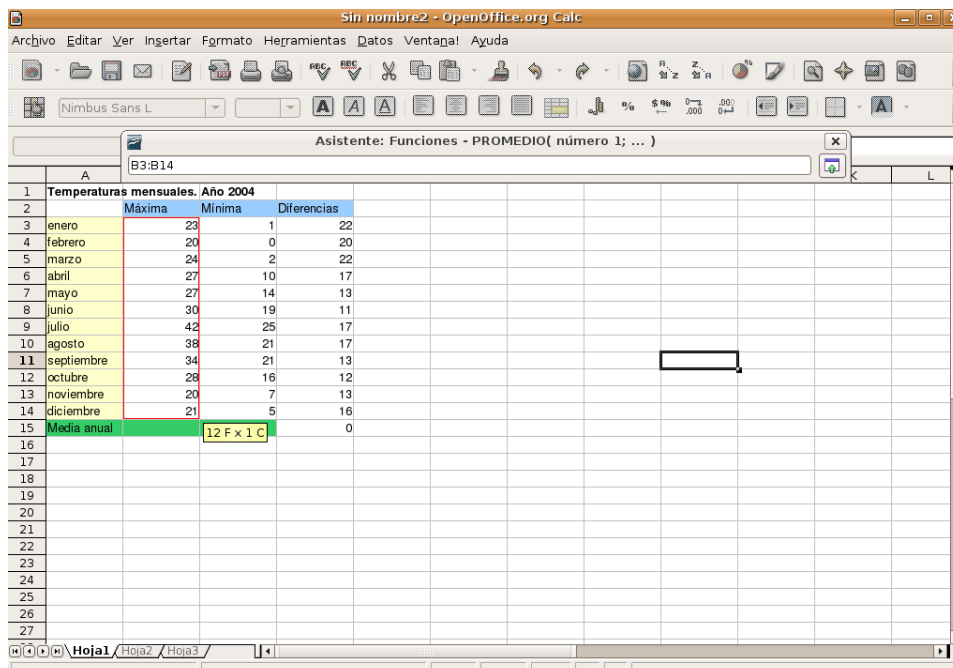 Sin nombre2 - OpenOffice.org Calc
Archivo Editar Ver Insertar Formato Herramientas Datos Ventana! Ayuda
Nimbus Sans L
Asistente: Funciones - PROMEDIO( número 1; ... )
B3:B14
A K L
1 Temperaturas mensuales. Año 2004
2 Máxima Mínima Diferencias
3 enero 23 1 22
4 febrero 20 0 20
5 marzo 24 2 22
6 abril 27 10 17
7 mayo 27 14 13
8 junio 30 19 11
9 julio 42 25 17
10 agosto 38 21 17
11 septiembre 34 21 13
12 octubre 28 16 12
13 noviembre 20 7 13
14 diciembre 21 5 16
15 Media anual 0
12 F x 1 C
16
17
18
19
20
21
22
23
24
25
26
27
Hoja1 Hoja2 Hoja3